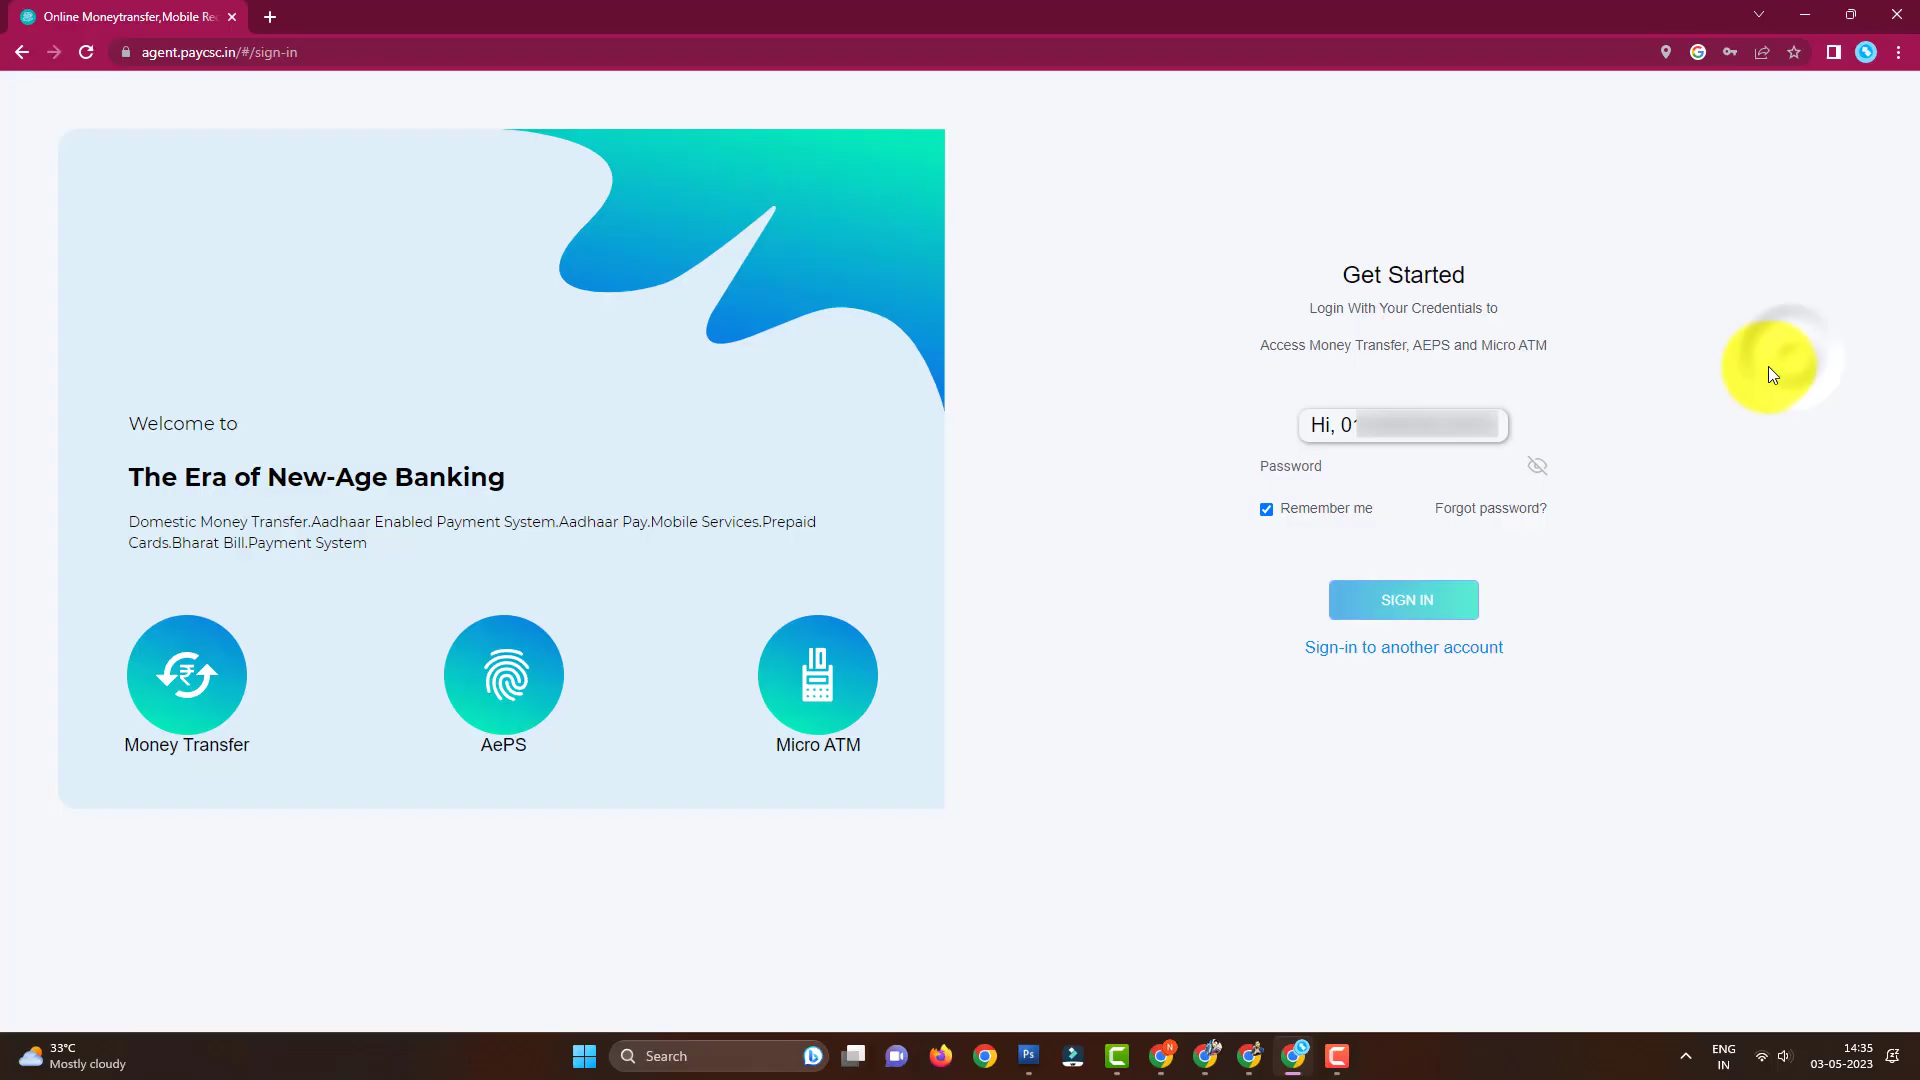 Online Moneytransfer,Mobile Re
agent.paycsc.in/#/sign-in
Welcome to
The Era of New-Age Banking
Domestic Money Transfer.Aadhaar Enabled Payment System.Aadhaar Pay.Mobile Services.Prepaid
Cards.Bharat Bill.Payment System
Money Transfer
AePS
Micro ATM
Get Started
Login With Your Credentials to
Access Money Transfer, AEPS and Micro ATM
Hi, 0
Password
Remember me
Forgot password?
SIGN IN
Sign-in to another account
33°C
Mostly cloudy
Search
Ps
N
ENG
IN
14:35
03-05-2023